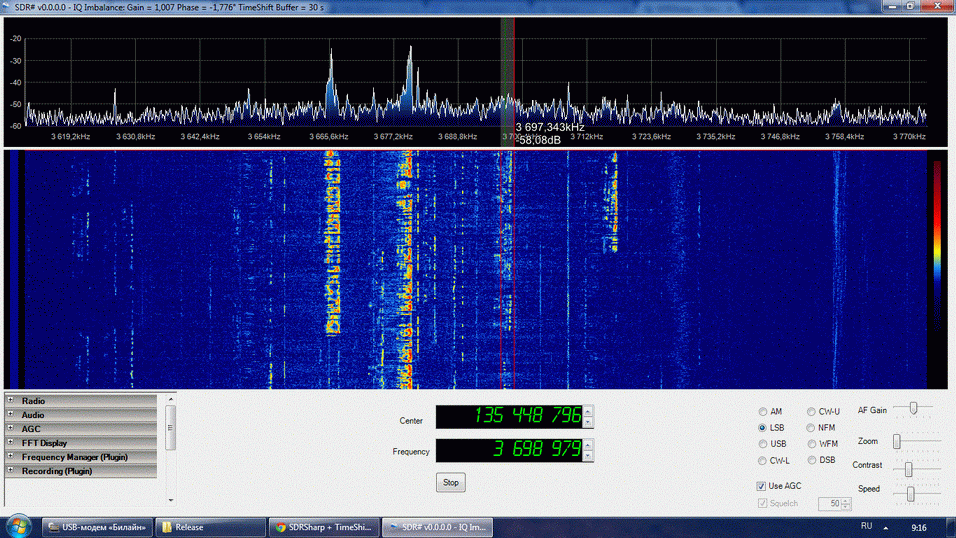 SDR# v0.0.0.0 - IQ Imbalance: Gain = 1,007 Phase = -1,776° TimeShift Buffer = 30 s
-20
-30
-40
-50
-60
3 619,2kHz 3 630,8kHz 3 642,4kHz 3 654kHz 3 665,6kHz 3 677,2kHz 3 688,8kHz 3 712kHz 3 723,6kHz 3 735,2kHz 3 746,8kHz 3 758,4kHz 3 770kHz
3 697,343kHz
-58,08dB
Radio
Audio
AGC
FFT Display
Frequency Manager (Plugin)
Recording (Plugin)
Center 135 448 796
Frequency 3 698 979
Stop
AM CW-U
LSB NFM
USB WFM
CW-L DSB
Use AGC
Squelch 50
AF Gain
Zoom
Contrast
Speed
USB-модем «Билайн» Release SDRSharp + TimeShi... SDR# v0.0.0.0 - IQ Im... RU 9:16